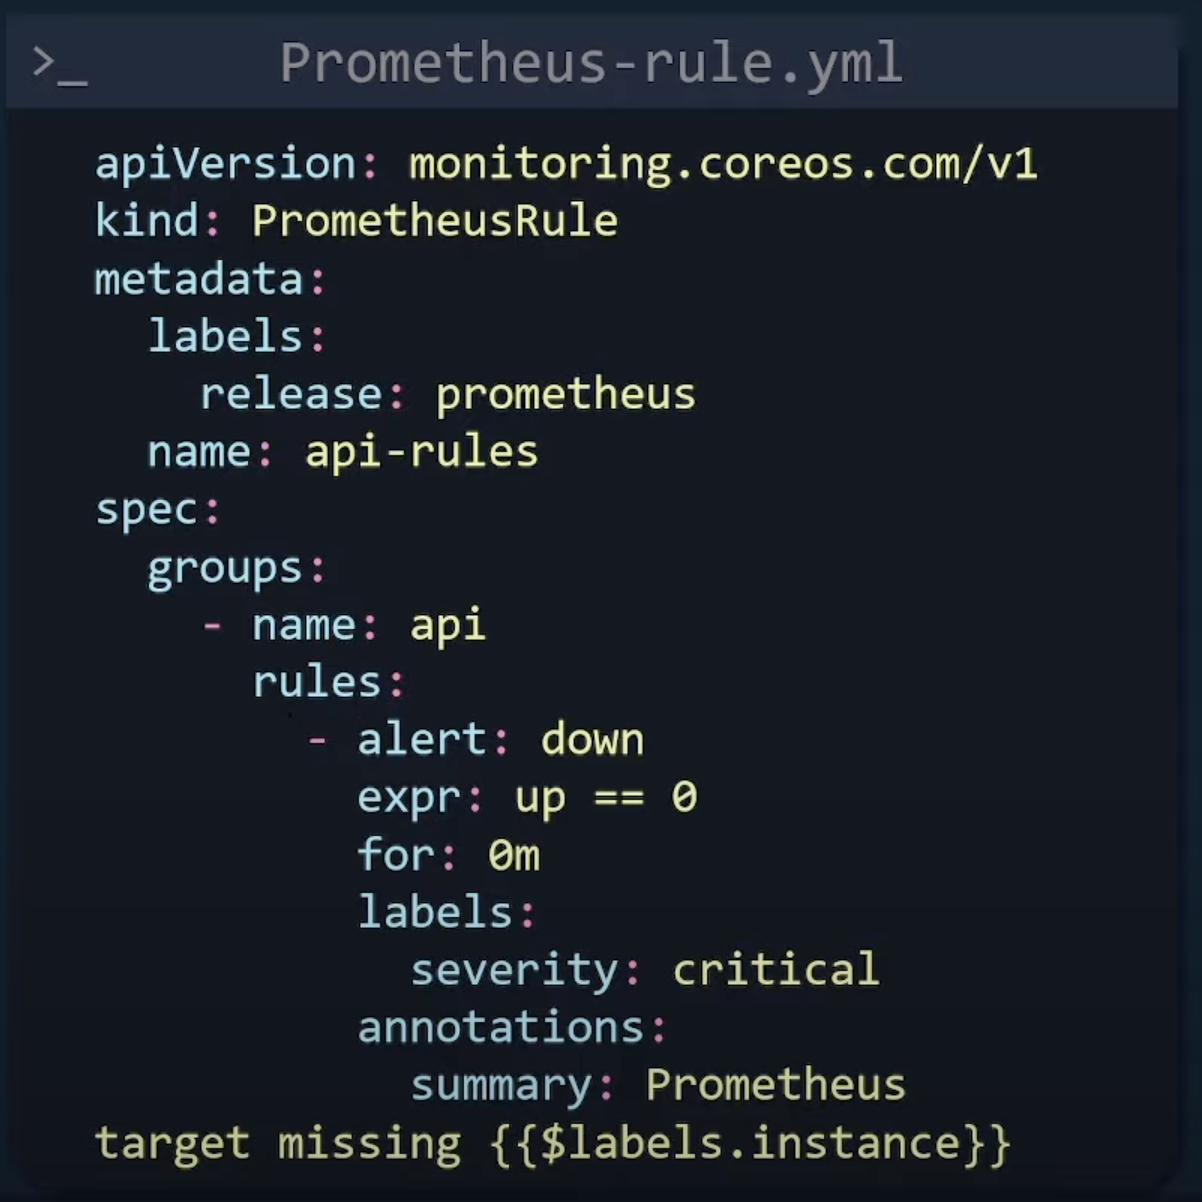 >_ Prometheus-rule.yml
apiVersion: monitoring.coreos.com/v1
kind: PrometheusRule
metadata:
  labels:
    release: prometheus
  name: api-rules
spec:
  groups:
    - name: api
      rules:
        - alert: down
          expr: up == 0
          for: 0m
          labels:
            severity: critical
          annotations:
            summary: Prometheus
target missing {{$labels.instance}}